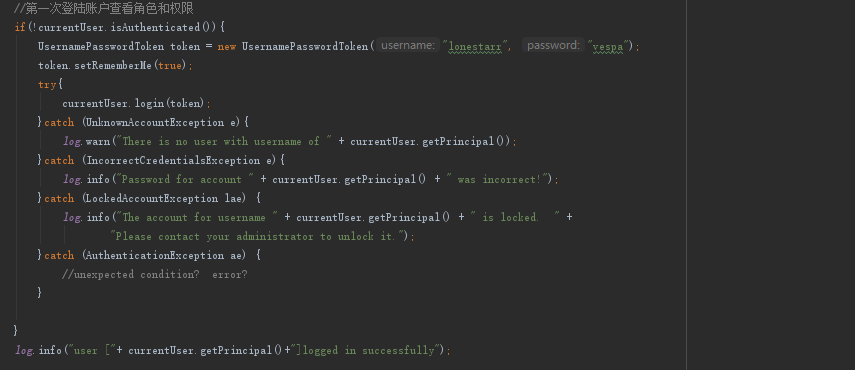 //第一次登陆账户查看角色和权限
if(!currentUser.isAuthenticated()){
UsernamePasswordToken token = new UsernamePasswordToken( username: "lonestarr", password: "vespa");
token.setRememberMe(true);
try{
currentUser.login(token);
}catch (UnknownAccountException e){
log.warn("There is no user with username of " + currentUser.getPrincipal());
}catch (IncorrectCredentialsException e){
log.info("Password for account " + currentUser.getPrincipal() + " was incorrect!");
}catch (LockedAccountException lae) {
log.info("The account for username " + currentUser.getPrincipal() + " is locked.  " +
"Please contact your administrator to unlock it.");
}catch (AuthenticationException ae) {
//unexpected condition?  error?
}
}
log.info("user ["+ currentUser.getPrincipal()+"]logged in successfully");